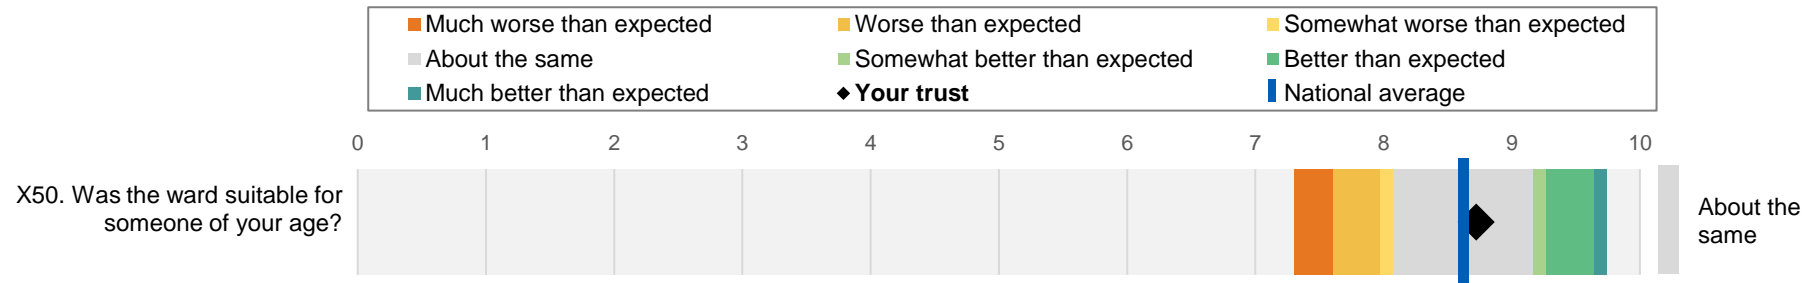 Much worse than expected
Worse than expected
Somewhat worse than expected
About the same
Somewhat better than expected
Better than expected
Much better than expected
Your trust
National average
0 1 2 3 4 5 6 7 8 9 10
X50. Was the ward suitable for
someone of your age?
About the
same